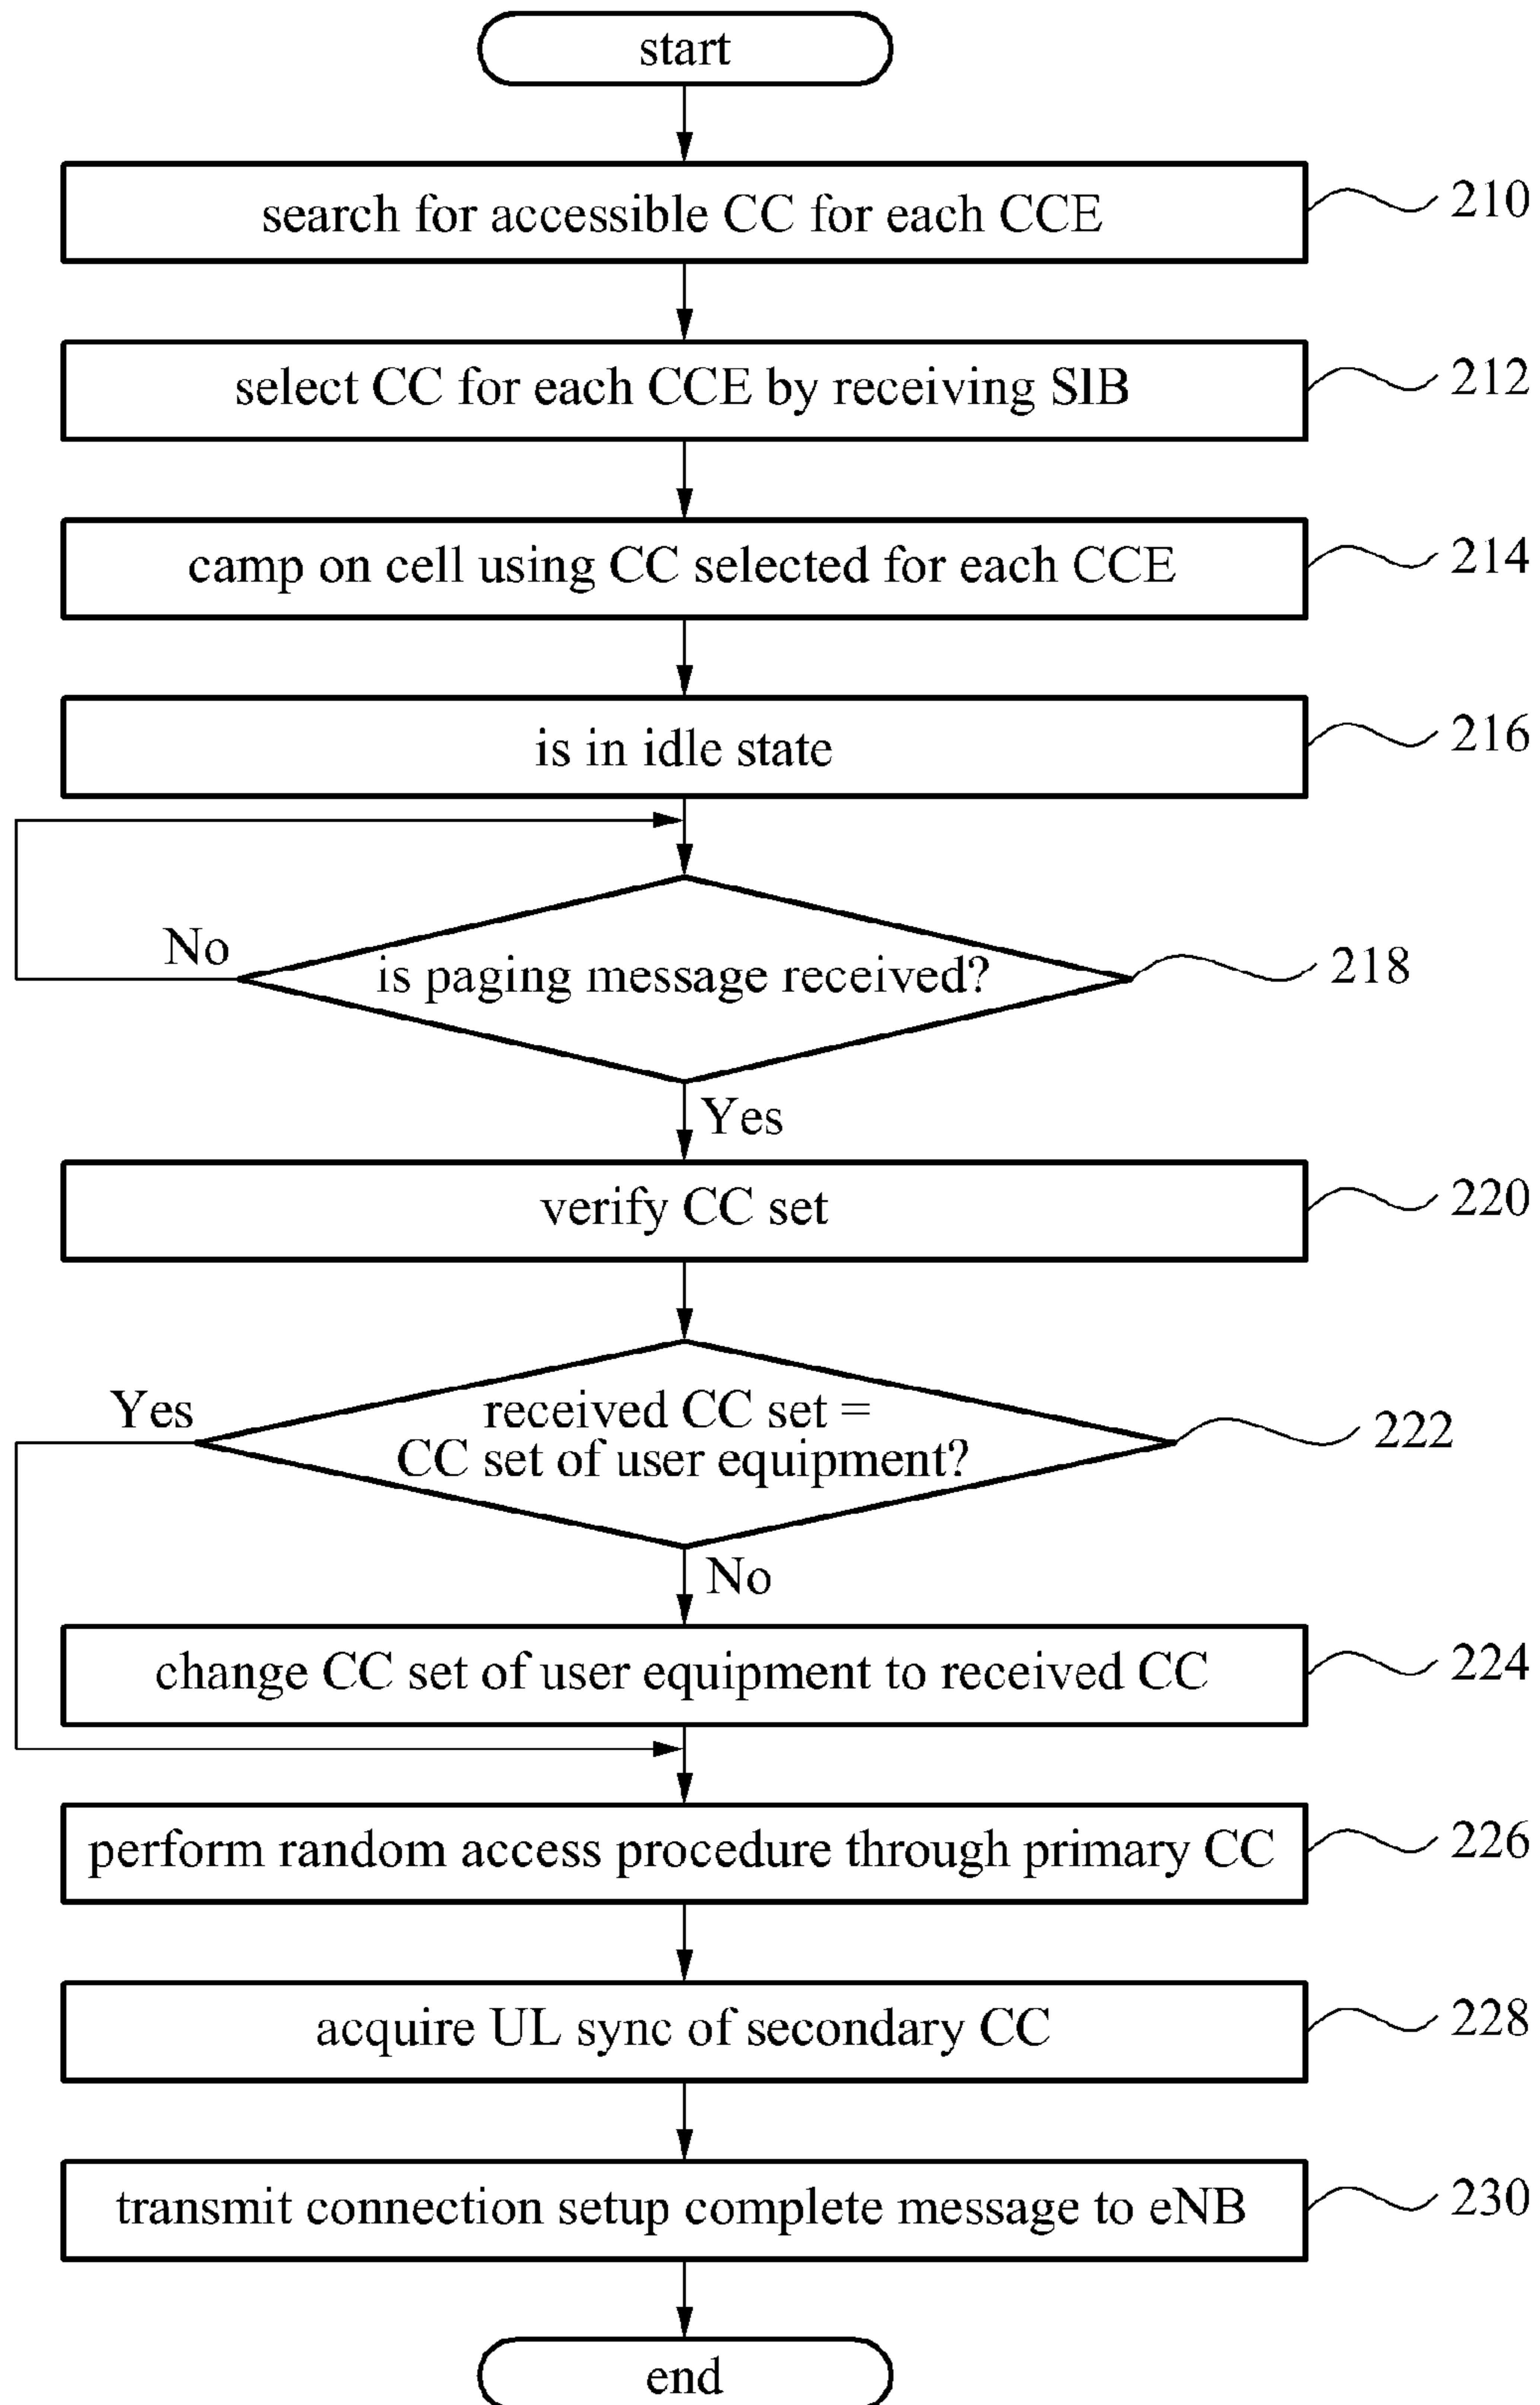 start
search for accessible CC for each CCE
210
select CC for each CCE by receiving SIB
212
camp on cell using CC selected for each CCE
214
is in idle state
216
No
is paging message received?
218
Yes
verify CC set
220
Yes
received CC set =
CC set of user equipment?
222
No
change CC set of user equipment to received CC
224
perform random access procedure through primary CC
226
acquire UL sync of secondary CC
228
transmit connection setup complete message to eNB
230
end